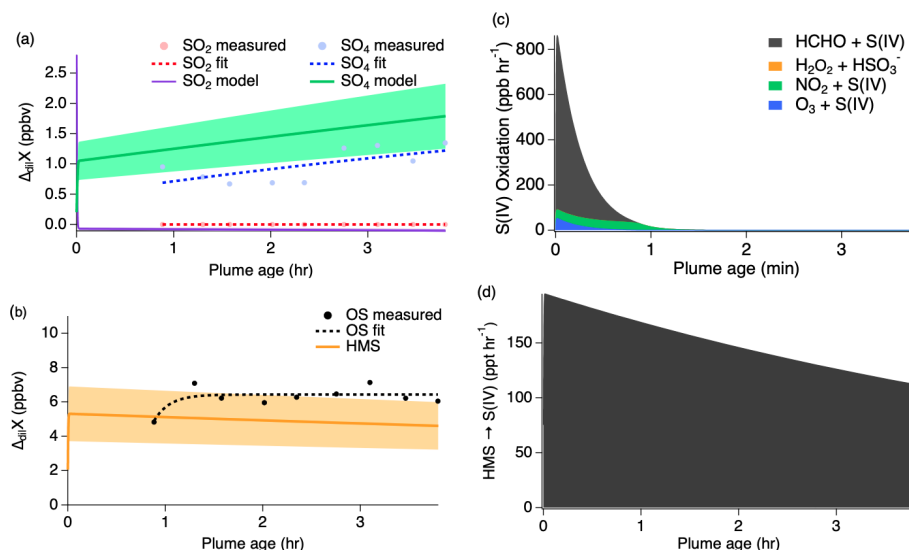 (a)
SO₂ measured
SO₄ measured
SO₂ fit
SO₄ fit
SO₂ model
SO₄ model
2.5
2.0
1.5
1.0
0.5
0.0
ΔdilX (ppbv)
1
2
3
Plume age (hr)
(c)
HCHO + S(IV)
H₂O₂ + HSO₃⁻
NO₂ + S(IV)
O₃ + S(IV)
800
600
400
200
0
S(IV) Oxidation (ppb hr⁻¹)
0
1
2
3
Plume age (min)
(b)
OS measured
OS fit
HMS
10
8
6
4
2
0
ΔdilX (ppbv)
0
1
2
3
Plume age (hr)
(d)
150
100
50
0
HMS → S(IV) (ppt hr⁻¹)
0
1
2
3
Plume age (hr)